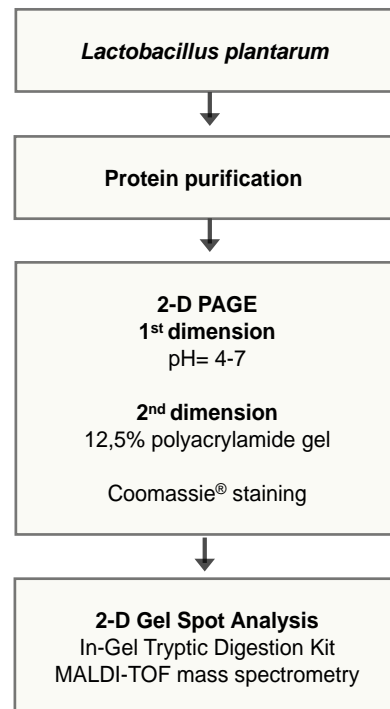 Lactobacillus plantarum
Protein purification
2-D PAGE
1st dimension
pH= 4-7
2nd dimension
12,5% polyacrylamide gel
Coomassie® staining
2-D Gel Spot Analysis
In-Gel Tryptic Digestion Kit
MALDI-TOF mass spectrometry